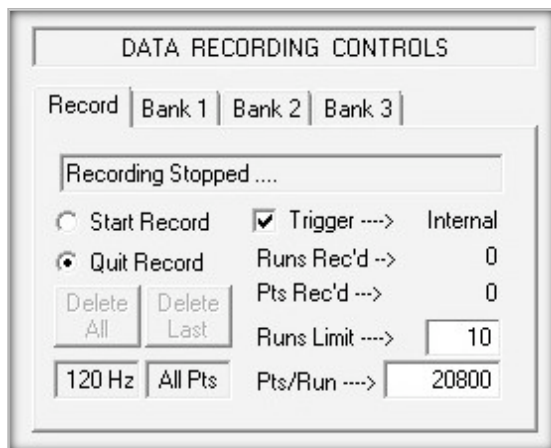 DATA RECORDING CONTROLS
Record Bank 1 Bank 2 Bank 3
Recording Stopped ....
Start Record Trigger ----> Internal
Quit Record Runs Rec'd --> 0
Delete All Delete Last Pts Rec'd ---> 0
Runs Limit ----> 10
120 Hz All Pts Pts/Run ----> 20800